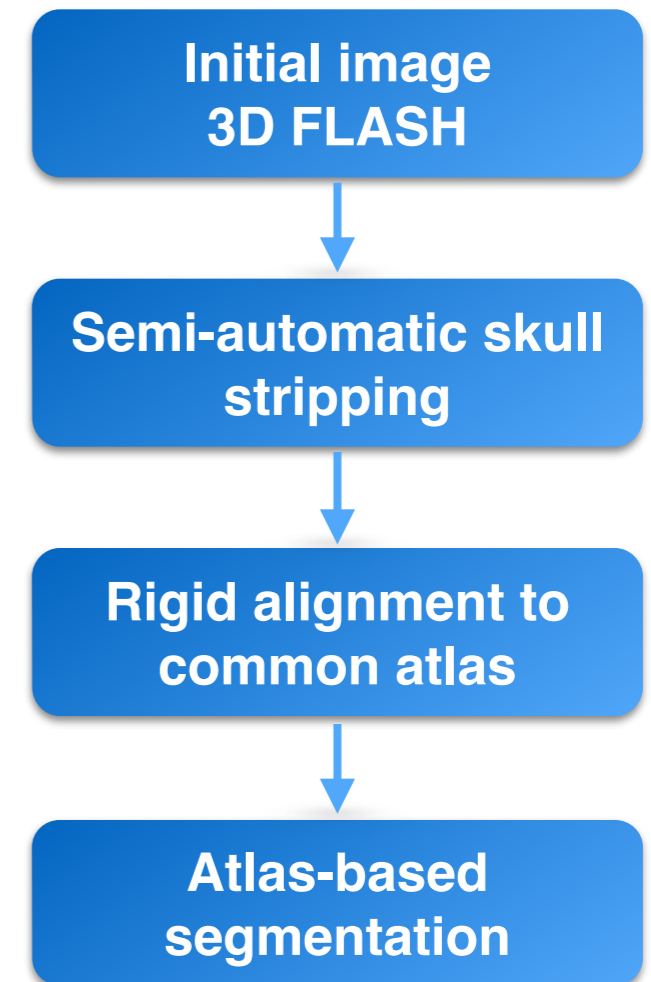 Initial image
3D FLASH
Semi-automatic skull
stripping
Rigid alignment to
common atlas
Atlas-based
segmentation